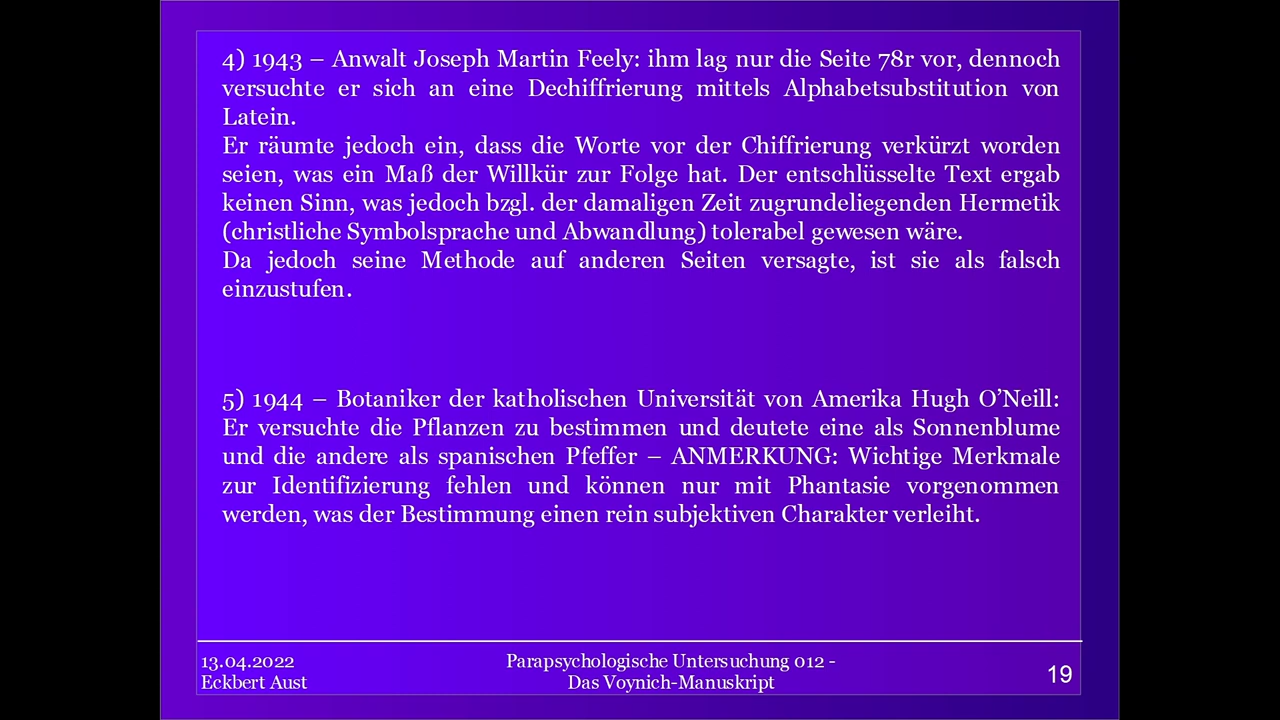 4) 1943 – Anwalt Joseph Martin Feely: ihm lag nur die Seite 78r vor, dennoch
versuchte er sich an eine Dechiffrierung mittels Alphabetsubstitution von
Latein.
Er räumte jedoch ein, dass die Worte vor der Chiffrierung verkürzt worden
seien, was ein Maß der Willkür zur Folge hat. Der entschlüsselte Text ergab
keinen Sinn, was jedoch bzgl. der damaligen Zeit zugrundeliegenden Hermetik
(christliche Symbolsprache und Abwandlung) tolerabel gewesen wäre.
Da jedoch seine Methode auf anderen Seiten versagte, ist sie als falsch
einzustufen.
5) 1944 – Botaniker der katholischen Universität von Amerika Hugh O’Neill:
Er versuchte die Pflanzen zu bestimmen und deutete eine als Sonnenblume
und die andere als spanischen Pfeffer – ANMERKUNG: Wichtige Merkmale
zur Identifizierung fehlen und können nur mit Phantasie vorgenommen
werden, was der Bestimmung einen rein subjektiven Charakter verleiht.
13.04.2022
Eckbert Aust
Parapsychologische Untersuchung 012 -
Das Voynich-Manuskript
19